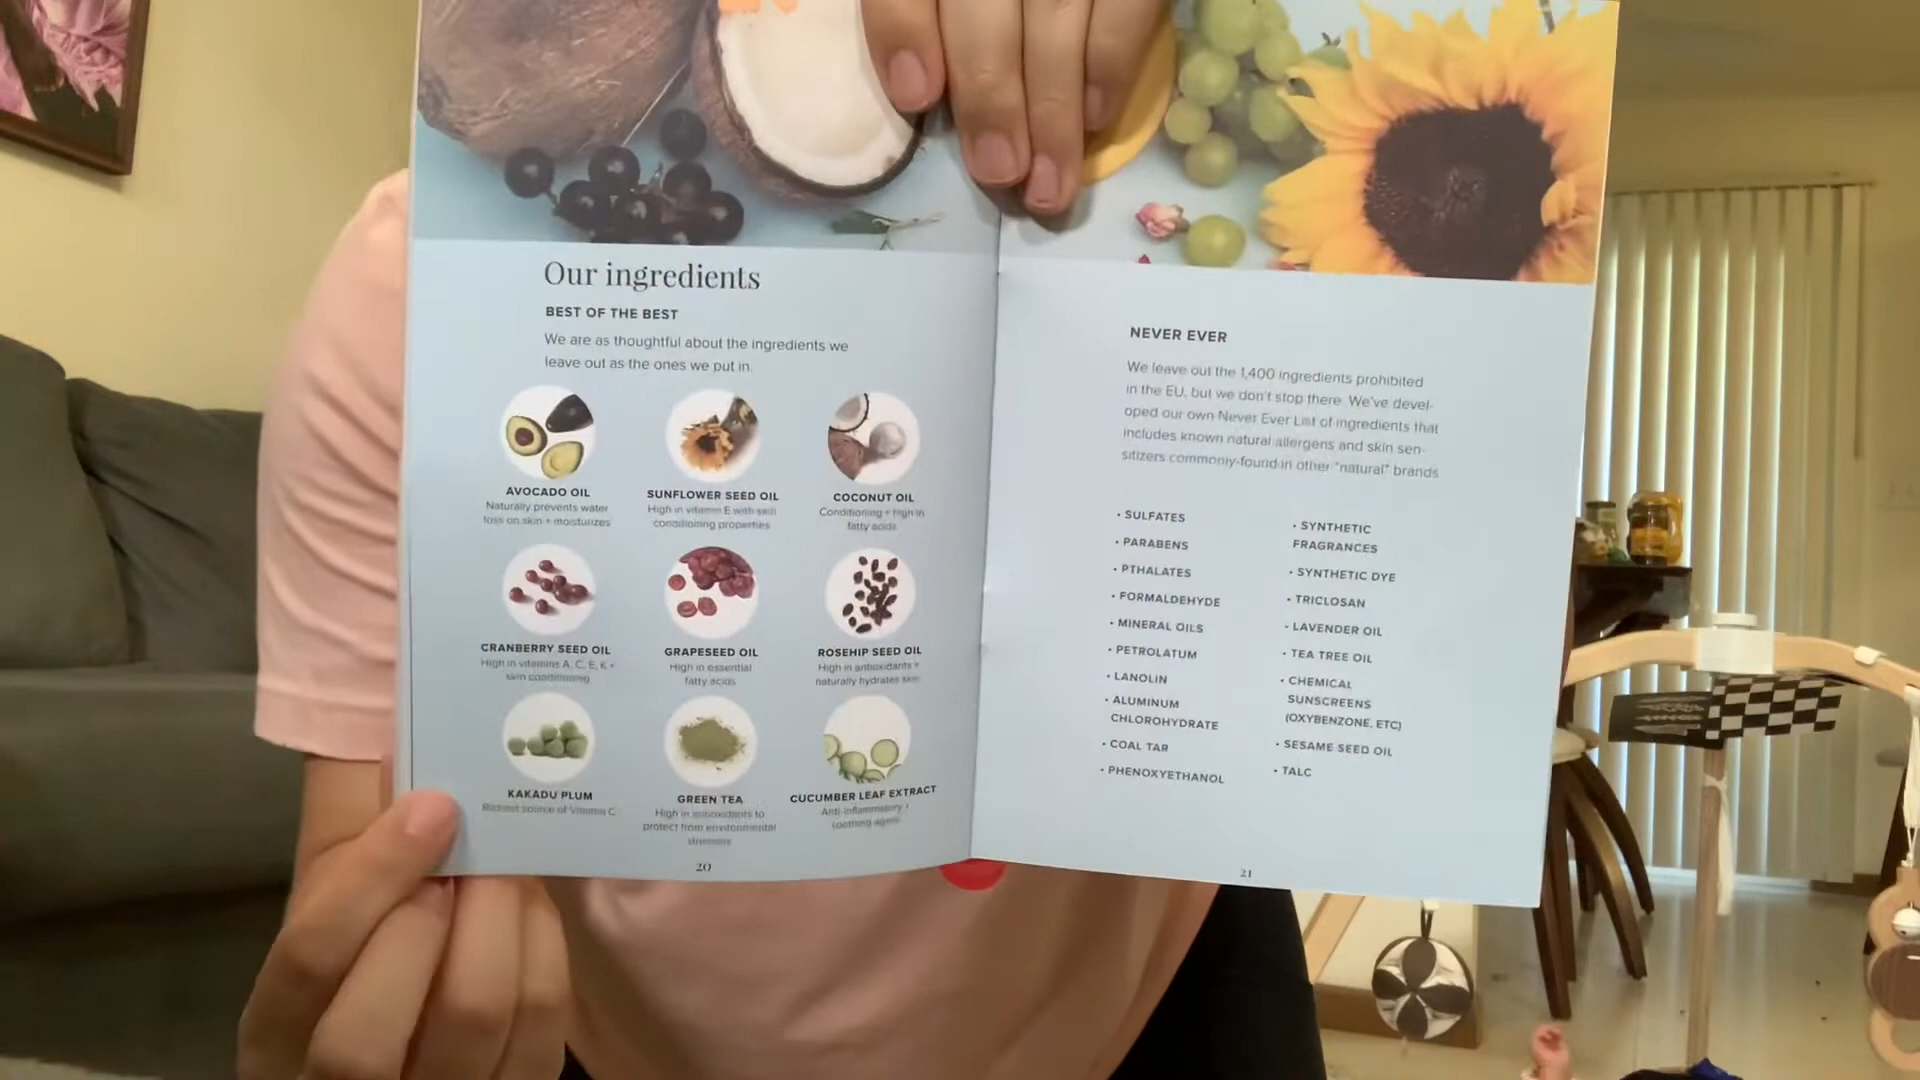 Our ingredients
BEST OF THE BEST
We are as thoughtful about the ingredients we
leave out as the ones we put in.
AVOCADO OIL
Naturally prevents water
loss on skin + moisturizes
SUNFLOWER SEED OIL
High in vitamin E with skin
conditioning properties
COCONUT OIL
Conditioning + high in
fatty acids
CRANBERRY SEED OIL
High in vitamins A, C, E, K +
skin conditioning
GRAPESEED OIL
High in essential
fatty acids
ROSEHIP SEED OIL
High in antioxidants +
naturally hydrates skin
KAKADU PLUM
Richest source of Vitamin C
GREEN TEA
High in antioxidants to
protect from environmental
stressors
CUCUMBER LEAF EXTRACT
Anti-inflammatory +
soothing agent
20
NEVER EVER
We leave out the 1,400 ingredients prohibited
in the EU, but we don't stop there. We've devel-
oped our own Never Ever List of ingredients that
includes known natural allergens and skin sen-
sitizers commonly found in other "natural" brands.
• SULFATES
• PARABENS
• PTHALATES
• FORMALDEHYDE
• MINERAL OILS
• PETROLATUM
• LANOLIN
• ALUMINUM
CHLOROHYDRATE
• COAL TAR
• PHENOXYETHANOL
• SYNTHETIC
FRAGRANCES
• SYNTHETIC DYE
• TRICLOSAN
• LAVENDER OIL
• TEA TREE OIL
• CHEMICAL
SUNSCREENS
(OXYBENZONE, ETC)
• SESAME SEED OIL
• TALC
21